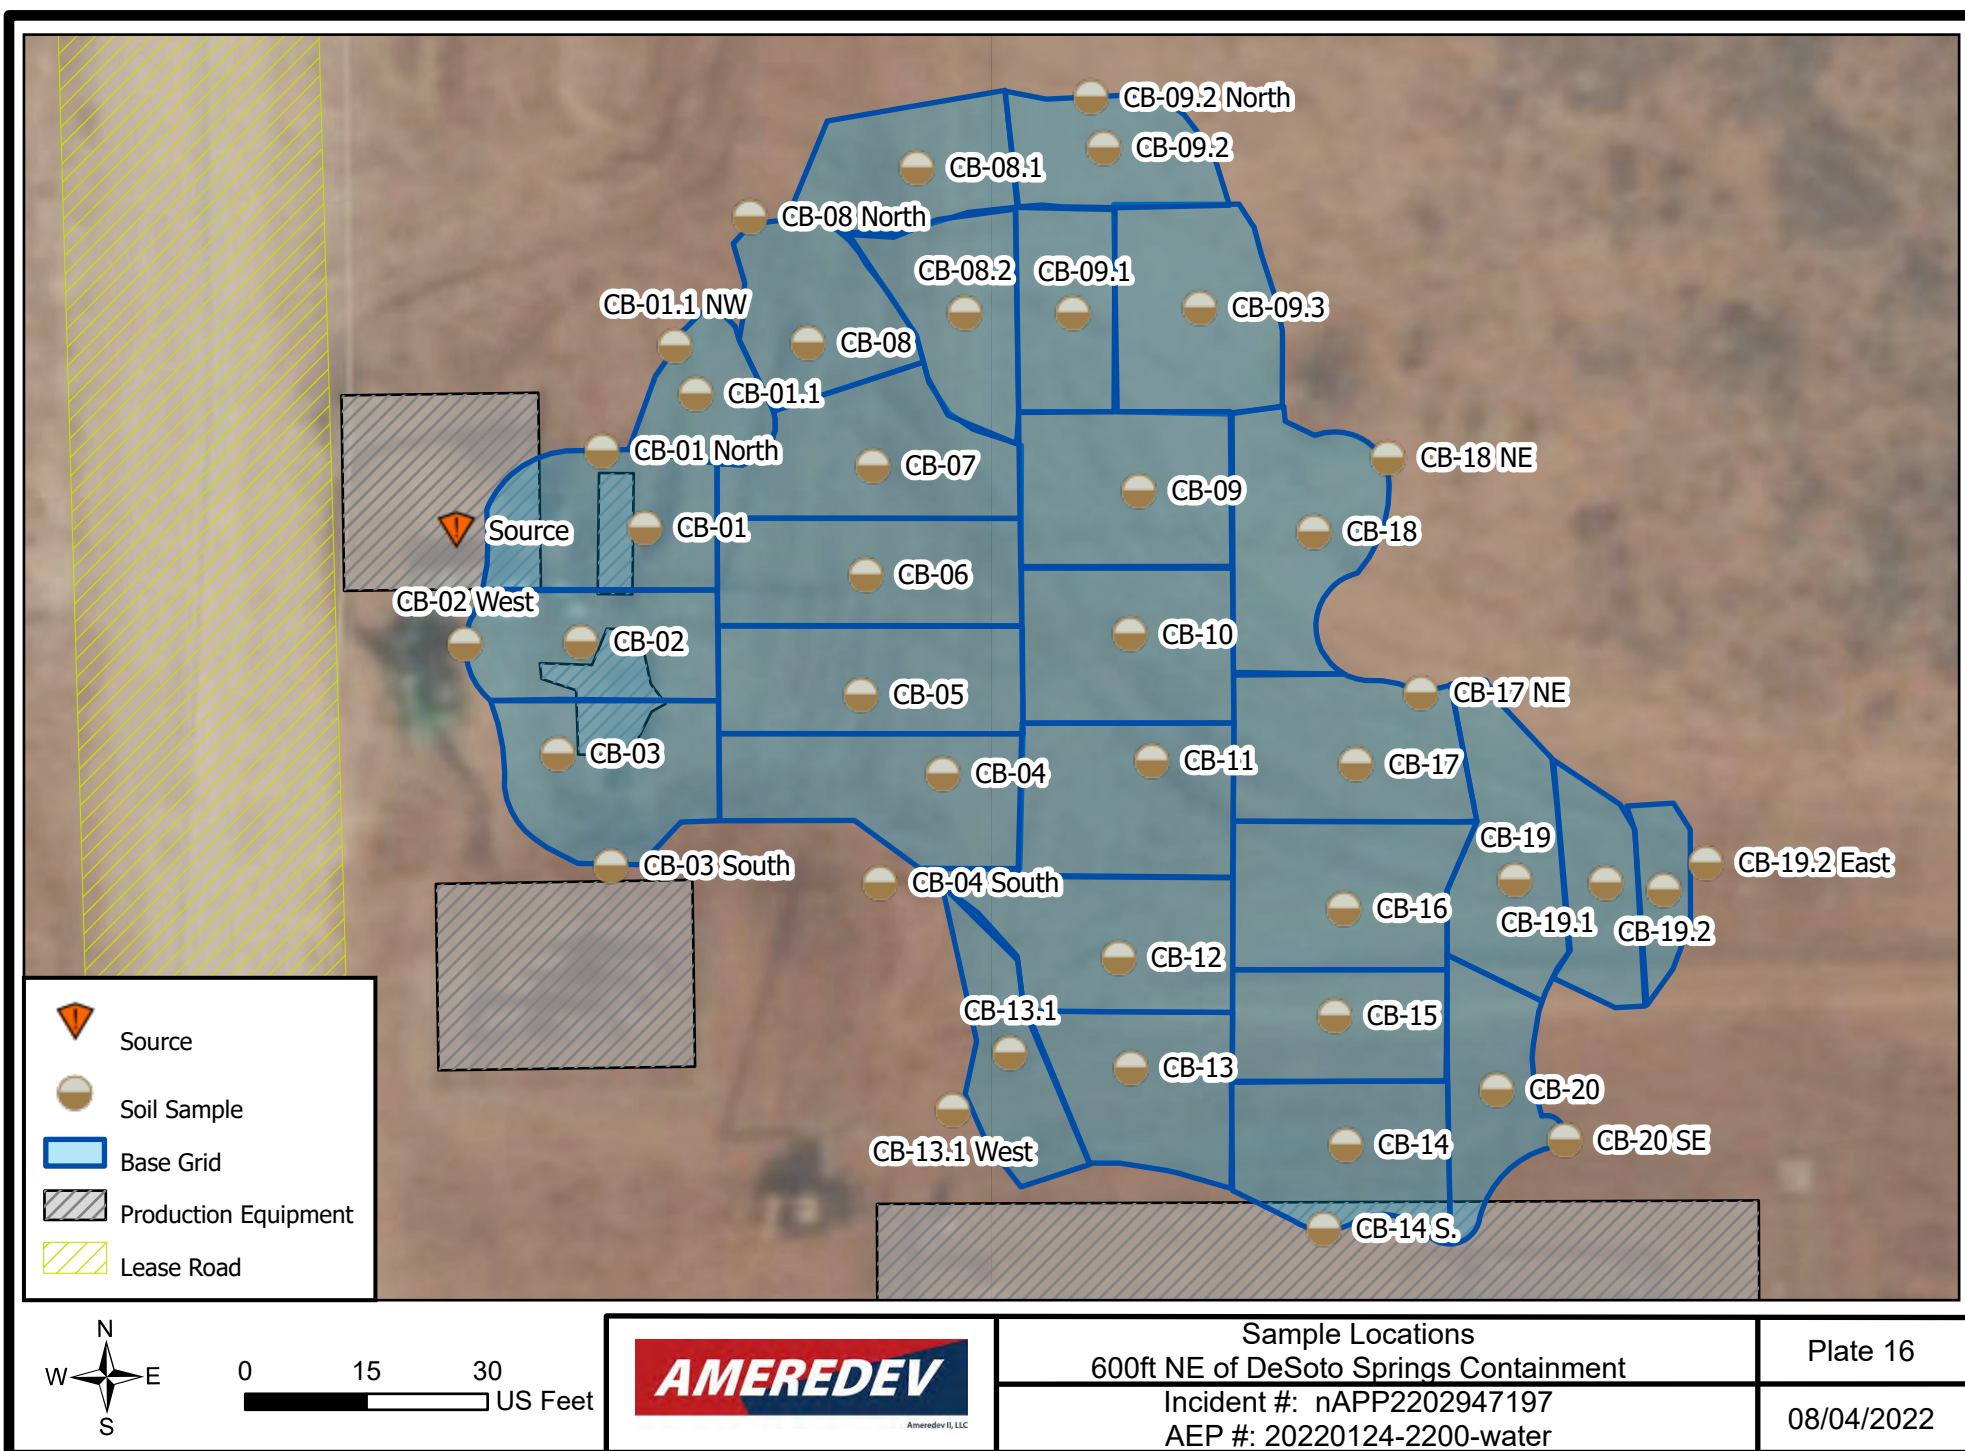 CB-09.2 North
CB-09.2
CB-08.1
CB-08 North
CB-08.2
CB-09.1
CB-01.1 NW
CB-09.3
CB-08
CB-01.1
CB-01 North
CB-07
CB-18 NE
CB-09
Source
CB-01
CB-18
CB-06
CB-02 West
CB-02
CB-10
CB-05
CB-17 NE
CB-03
CB-04
CB-11
CB-17
CB-19
CB-03 South
CB-04 South
CB-19.2 East
CB-16
CB-19.1
CB-19.2
CB-12
CB-13.1
CB-15
CB-13
CB-20
CB-13.1 West
CB-14
CB-20 SE
CB-14 S.
Source
Soil Sample
Base Grid
Production Equipment
Lease Road
N
W E
S
0 15 30
US Feet
AMEREDEV
Ameredev II, LLC
Sample Locations
600ft NE of DeSoto Springs Containment
Incident #: nAPP2202947197
AEP #: 20220124-2200-water
Plate 16
08/04/2022